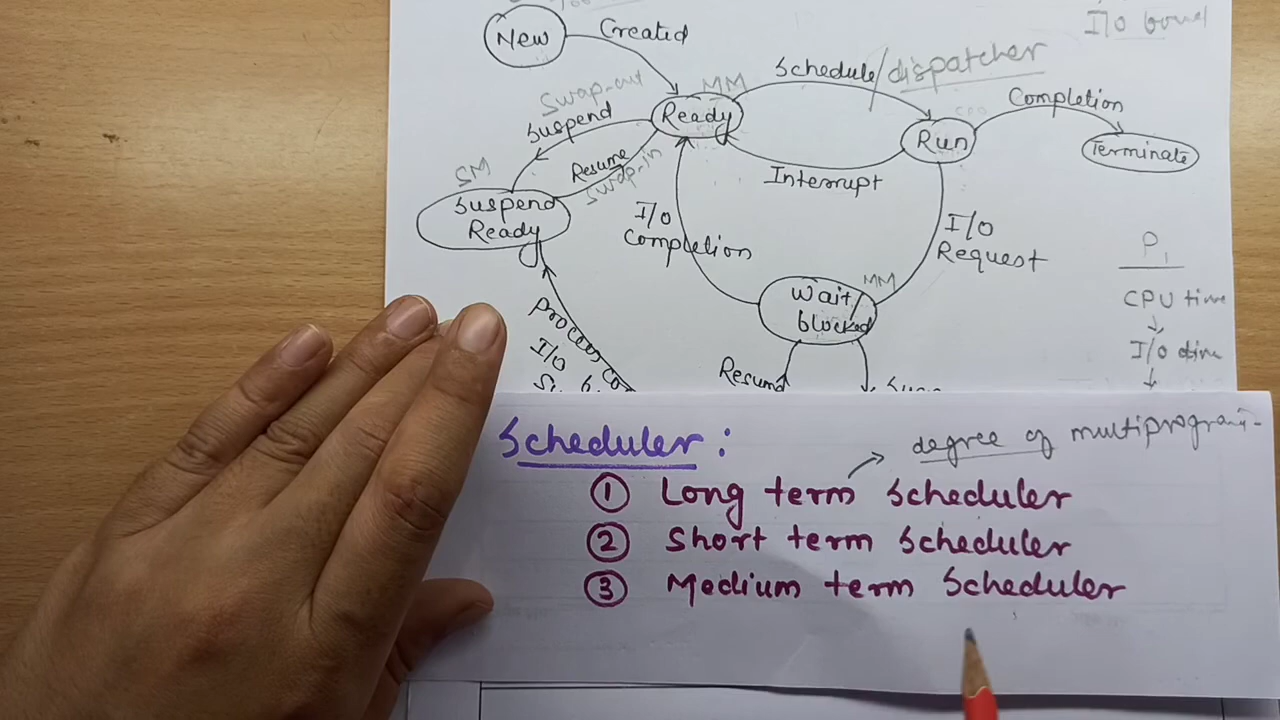 I/O bound
New
Created
Schedule/dispatcher
MM
Swap-out
Suspend
Ready
Completion
Run
Terminate
Resume
Swap-in
SM
Interrupt
Suspend
Ready
I/O
Completion
I/O
Request
P1
MM
Wait/
blocked
CPU time
I/O time
Process
I/O
Resume
Scheduler :
degree of
① Long term Scheduler
② Short term Scheduler
③ Medium term Scheduler